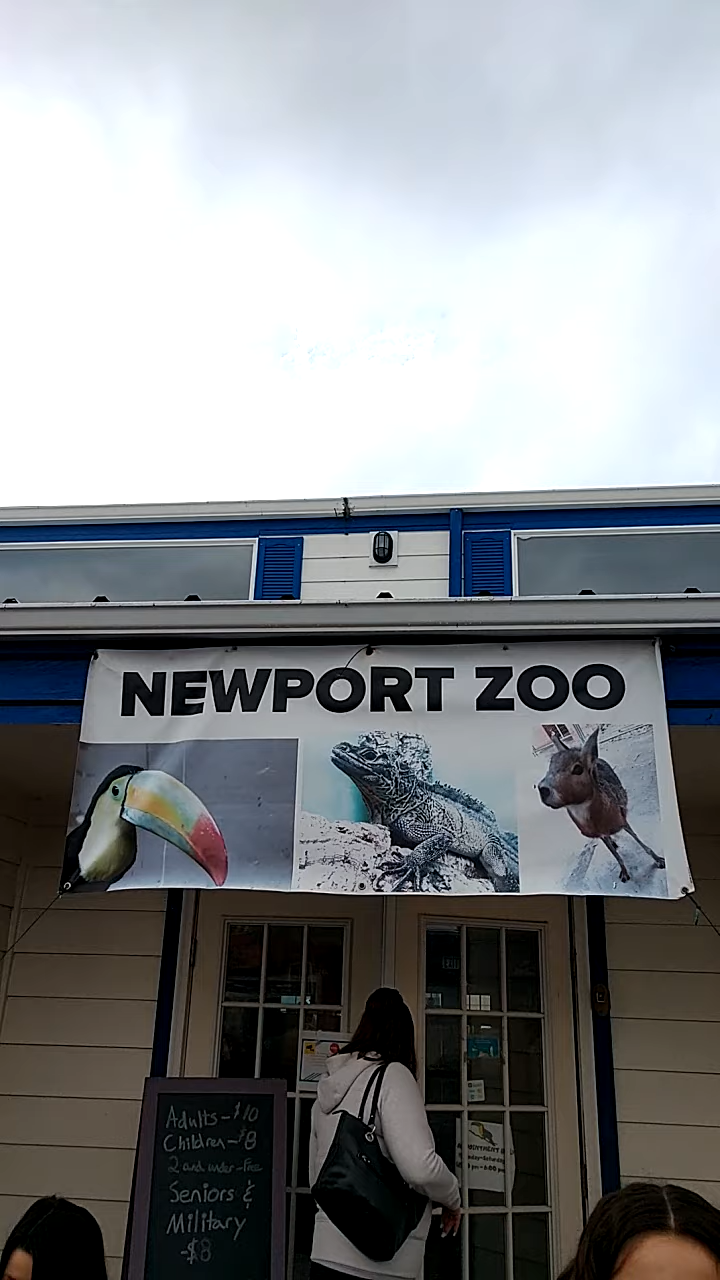 NEWPORT ZOO
Adults - $10
Children - $8
2 and under - Free
Seniors &
Military
- $8